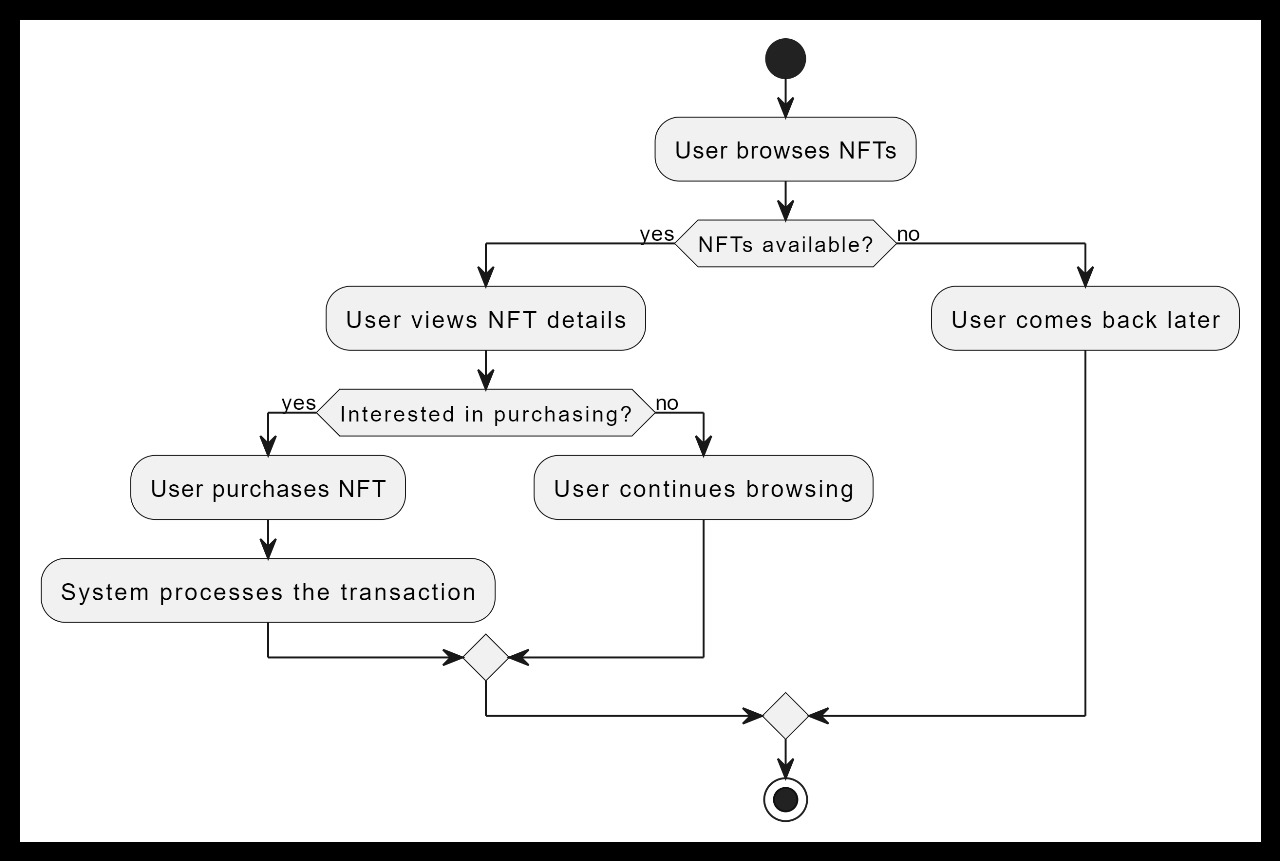 User browses NFTs
yes
NFTs available?
no
User views NFT details
User comes back later
yes
Interested in purchasing?
no
User purchases NFT
User continues browsing
System processes the transaction